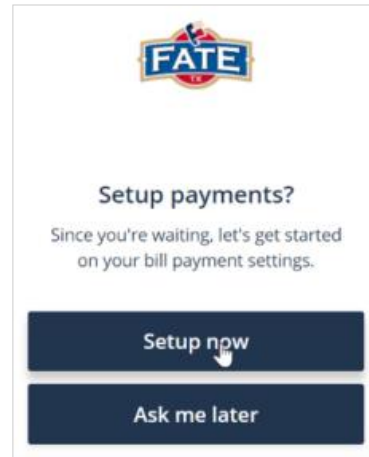 FATE
TX
Setup payments?
Since you're waiting, let's get started
on your bill payment settings.
Setup now
Ask me later